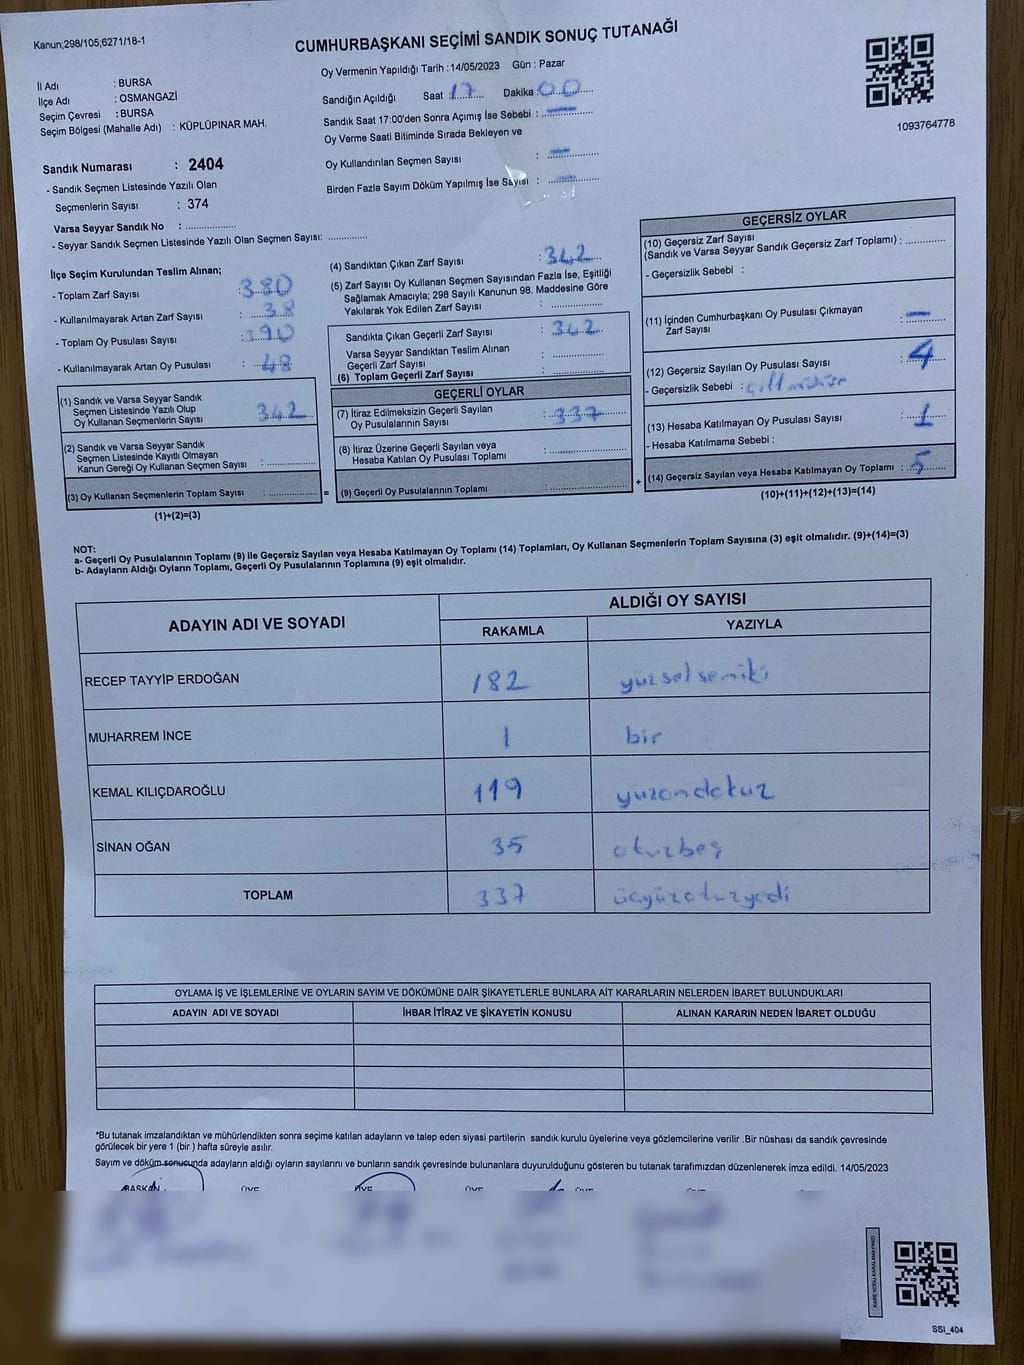 Kanun;298/105,6271/18-1
CUMHURBAŞKANI SEÇİMİ SANDIK SONUÇ TUTANAĞI
İl Adı : BURSA
İlçe Adı : OSMANGAZİ
Seçim Çevresi : BURSA
Seçim Bölgesi (Mahalle Adı) : KÜPLÜPINAR MAH.
Sandık Numarası : 2404
- Sandık Seçmen Listesinde Yazılı Olan
Seçmenlerin Sayısı : 374
Varsa Seyyar Sandık No : ................
- Seyyar Sandık Seçmen Listesinde Yazılı Olan Seçmen Sayısı: ............
Oy Vermenin Yapıldığı Tarih : 14/05/2023 Gün : Pazar
Sandığın Açıldığı Saat : 17 Dakika : 00
Sandık Saat 17:00'den Sonra Açımış İse Sebebi : —
Oy Verme Saati Bitiminde Sırada Bekleyen ve
Oy Kullandırılan Seçmen Sayısı : —
Birden Fazla Sayım Döküm Yapılmış İse Sayısı : —
1093764778
İlçe Seçim Kurulundan Teslim Alınan;
- Toplam Zarf Sayısı : 380
- Kullanılmayarak Artan Zarf Sayısı : 38
- Toplam Oy Pusulası Sayısı : 390
- Kullanılmayarak Artan Oy Pusulası : 48
(1) Sandık ve Varsa Seyyar Sandık
Seçmen Listesinde Yazılı Olup
Oy Kullanan Seçmenlerin Sayısı : 342
(2) Sandık ve Varsa Seyyar Sandık
Seçmen Listesinde Kayıtlı Olmayan
Kanun Gereği Oy Kullanan Seçmen Sayısı : ............
(3) Oy Kullanan Seçmenlerin Toplam Sayısı : ............ =
(1)+(2)=(3)
(4) Sandıktan Çıkan Zarf Sayısı : 342
(5) Zarf Sayısı Oy Kullanan Seçmen Sayısından Fazla İse, Eşitliği
Sağlamak Amacıyla; 298 Sayılı Kanunun 98. Maddesine Göre
Yakılarak Yok Edilen Zarf Sayısı : ............
Sandıkta Çıkan Geçerli Zarf Sayısı : 342
Varsa Seyyar Sandıktan Teslim Alınan
Geçerli Zarf Sayısı : ............
(6) Toplam Geçerli Zarf Sayısı : ............
GEÇERLİ OYLAR
(7) İtiraz Edilmeksizin Geçerli Sayılan
Oy Pusulalarının Sayısı : 337
(8) İtiraz Üzerine Geçerli Sayılan veya
Hesaba Katılan Oy Pusulası Toplamı : ............
(9) Geçerli Oy Pusulalarının Toplamı : ............ +
GEÇERSİZ OYLAR
(10) Geçersiz Zarf Sayısı
(Sandık ve Varsa Seyyar Sandık Geçersiz Zarf Toplamı) : ............
- Geçersizlik Sebebi :
(11) İçinden Cumhurbaşkanı Oy Pusulası Çıkmayan
Zarf Sayısı : —
(12) Geçersiz Sayılan Oy Pusulası Sayısı : 4
- Geçersizlik Sebebi : çift mühür
(13) Hesaba Katılmayan Oy Pusulası Sayısı : 1
- Hesaba Katılmama Sebebi :
(14) Geçersiz Sayılan veya Hesaba Katılmayan Oy Toplamı : 5
(10)+(11)+(12)+(13)=(14)
NOT:
a- Geçerli Oy Pusulalarının Toplamı (9) ile Geçersiz Sayılan veya Hesaba Katılmayan Oy Toplamı (14) Toplamları, Oy Kullanan Seçmenlerin Toplam Sayısına (3) eşit olmalıdır. (9)+(14)=(3)
b- Adayların Aldığı Oyların Toplamı, Geçerli Oy Pusulalarının Toplamına (9) eşit olmalıdır.
ADAYIN ADI VE SOYADI ALDIĞI OY SAYISI
RAKAMLA YAZIYLA
RECEP TAYYİP ERDOĞAN 182 yüzsekseniki
MUHARREM İNCE 1 bir
KEMAL KILIÇDAROĞLU 119 yüzondokuz
SİNAN OĞAN 35 otuzbeş
TOPLAM 337 üçyüzotuzyedi
OYLAMA İŞ VE İŞLEMLERİNE VE OYLARIN SAYIM VE DÖKÜMÜNE DAİR ŞİKAYETLERLE BUNLARA AİT KARARLARIN NELERDEN İBARET BULUNDUKLARI
ADAYIN ADI VE SOYADI İHBAR İTİRAZ VE ŞİKAYETİN KONUSU ALINAN KARARIN NEDEN İBARET OLDUĞU
*Bu tutanak imzalandıktan ve mühürlendikten sonra seçime katılan adayların ve talep eden siyasi partilerin sandık kurulu üyelerine veya gözlemcilerine verilir .Bir nüshası da sandık çevresinde
görülecek bir yere 1 (bir ) hafta süreyle asılır.
Sayım ve döküm sonucunda adayların aldığı oyların sayılarını ve bunların sandık çevresinde bulunanlara duyurulduğunu gösteren bu tutanak tarafımızdan düzenlenerek imza edildi. 14/05/2023
BAŞKAN ÜYE ÜYE ÜYE ÜYE
SSI_404